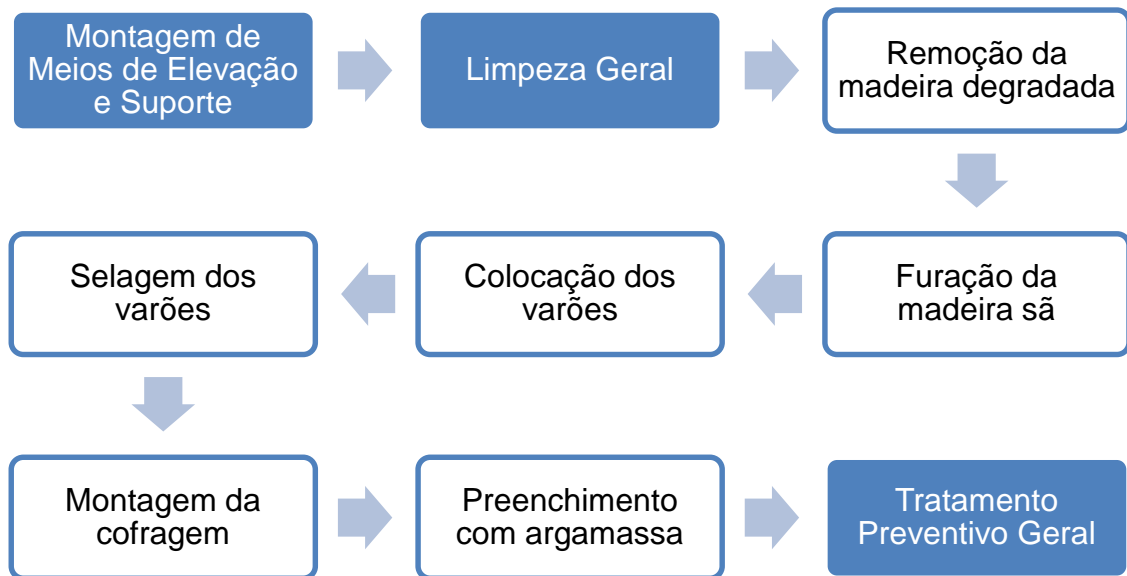 Montagem de
Meios de Elevação
e Suporte
Limpeza Geral
Remoção da
madeira degradada
Selagem dos
varões
Colocação dos
varões
Furação da
madeira sã
Montagem da
cofragem
Preenchimento
com argamassa
Tratamento
Preventivo Geral